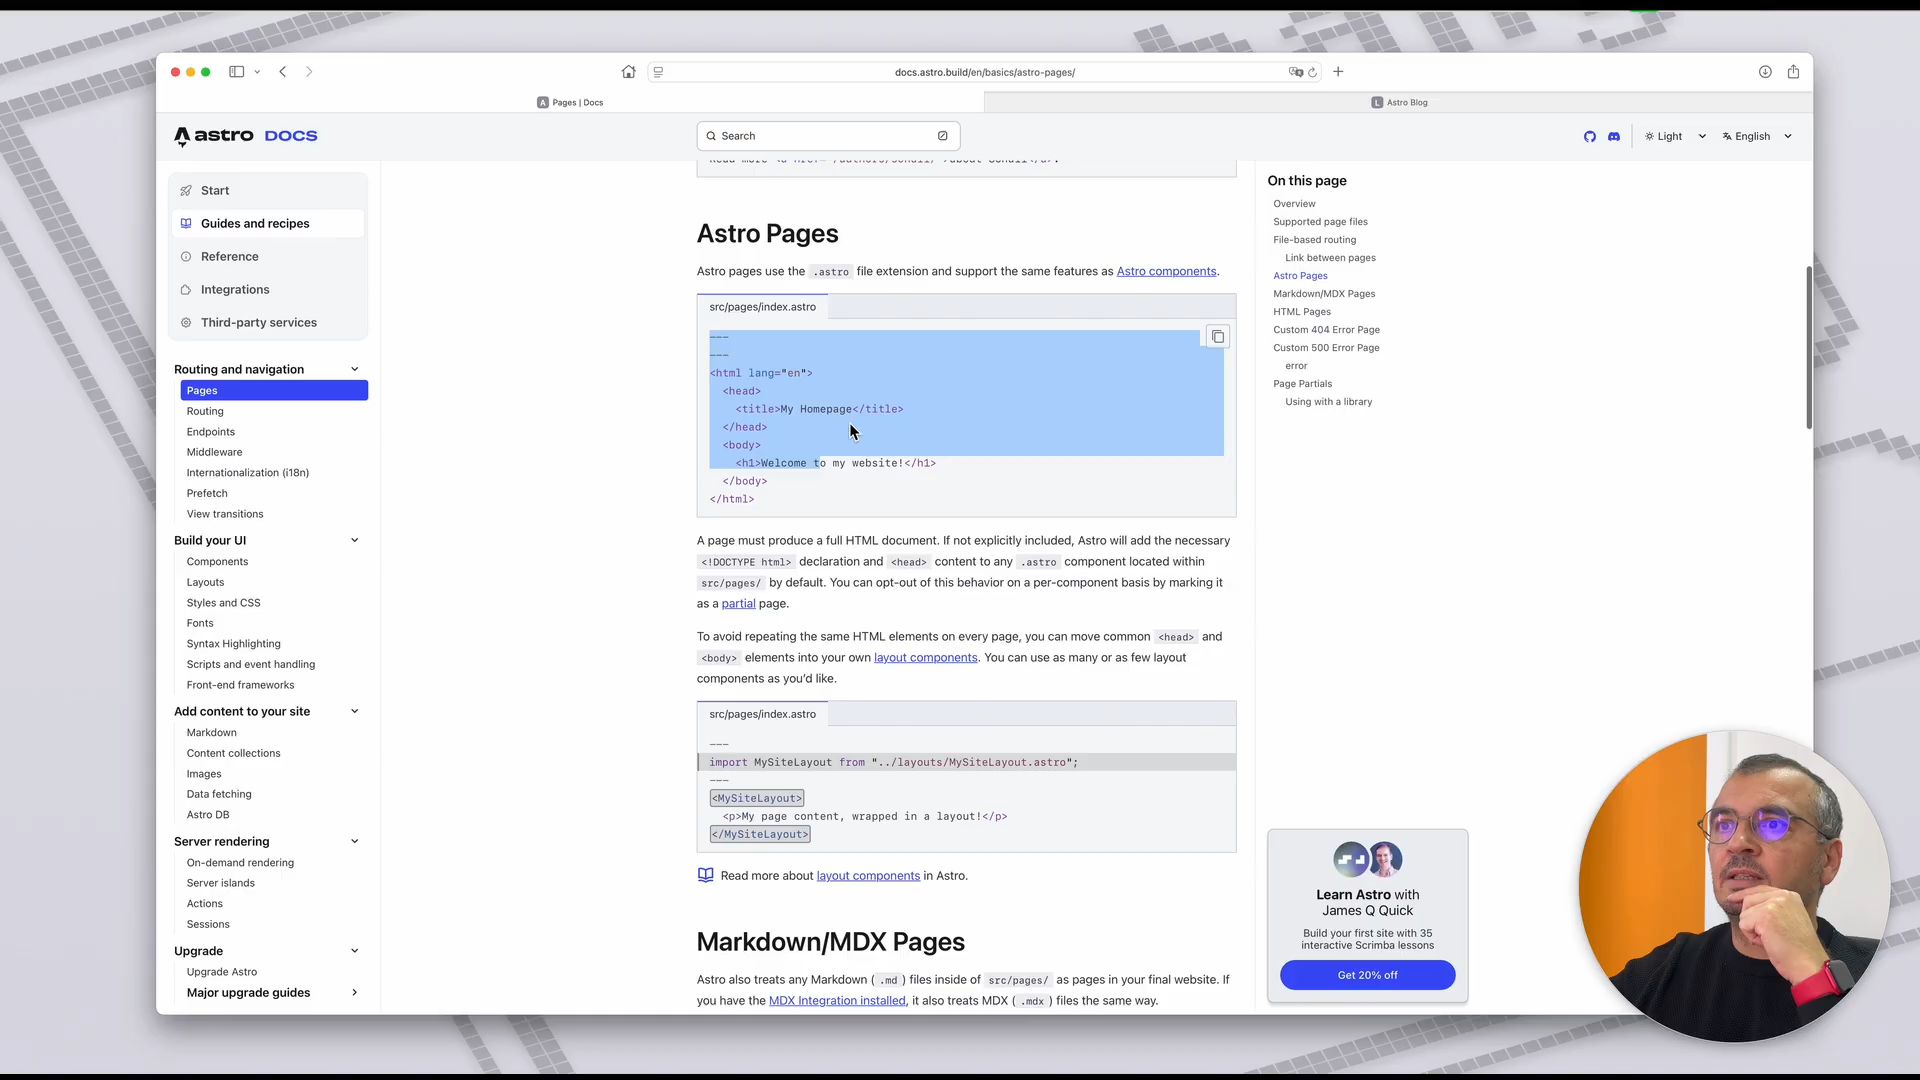 docs.astro.build/en/basics/astro-pages/
Pages | Docs
Astro Blog
astro DOCS
Search
Light
English
Start
Guides and recipes
Reference
Integrations
Third-party services
Routing and navigation
Pages
Routing
Endpoints
Middleware
Internationalization (i18n)
Prefetch
View transitions
Build your UI
Components
Layouts
Styles and CSS
Fonts
Syntax Highlighting
Scripts and event handling
Front-end frameworks
Add content to your site
Markdown
Content collections
Images
Data fetching
Astro DB
Server rendering
On-demand rendering
Server islands
Actions
Sessions
Upgrade
Upgrade Astro
Major upgrade guides
Astro Pages
Astro pages use the .astro file extension and support the same features as Astro components.
src/pages/index.astro
---
---
<html lang="en">
<head>
<title>My Homepage</title>
</head>
<body>
<h1>Welcome to my website!</h1>
</body>
</html>
A page must produce a full HTML document. If not explicitly included, Astro will add the necessary
<!DOCTYPE html> declaration and <head> content to any .astro component located within
src/pages/ by default. You can opt-out of this behavior on a per-component basis by marking it
as a partial page.
To avoid repeating the same HTML elements on every page, you can move common <head> and
<body> elements into your own layout components. You can use as many or as few layout
components as you'd like.
src/pages/index.astro
---
import MySiteLayout from "../layouts/MySiteLayout.astro";
---
<MySiteLayout>
<p>My page content, wrapped in a layout!</p>
</MySiteLayout>
Read more about layout components in Astro.
Markdown/MDX Pages
Astro also treats any Markdown ( .md ) files inside of src/pages/ as pages in your final website. If
you have the MDX Integration installed, it also treats MDX ( .mdx ) files the same way.
On this page
Overview
Supported page files
File-based routing
Link between pages
Astro Pages
Markdown/MDX Pages
HTML Pages
Custom 404 Error Page
Custom 500 Error Page
error
Page Partials
Using with a library
Learn Astro with
James Q Quick
Build your first site with 35
interactive Scrimba lessons
Get 20% off